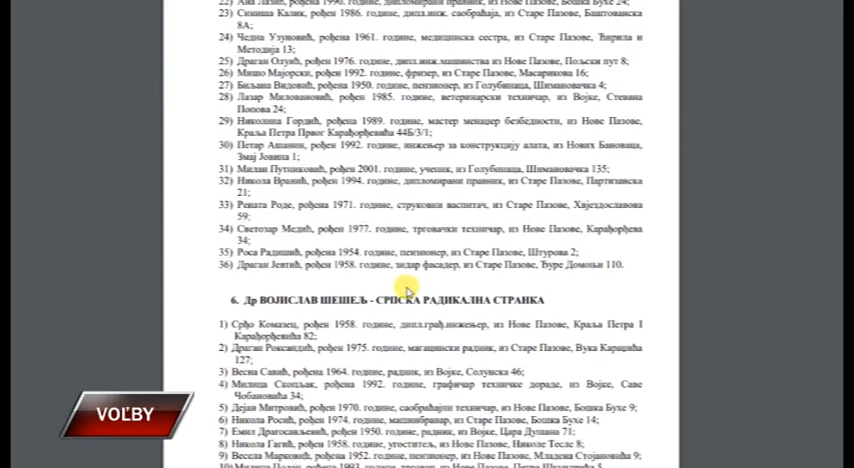 22) Ана Лазић, рођена 1990. године, дипломирани правник, из Нове Пазове, Бошка Бухе 24;
23) Синиша Калик, рођен 1986. године, дипл.инж. саобраћаја, из Старе Пазове, Баштованска
8А;
24) Чедна Узуновић, рођена 1961. године, медицинска сестра, из Старе Пазове, Ћирила и
Методија 13;
25) Драган Олуић, рођен 1976. године, дипл.инж.машинства из Нове Пазове, Пољски пут 8;
26) Мишо Мајорски, рођен 1992. године, фризер, из Старе Пазове, Масарикова 16;
27) Биљана Видовић, рођена 1950. године, пензионер, из Голубинаца, Шимановачка 4;
28) Лазар Миловановић, рођен 1985. године, ветеринарски техничар, из Војке, Стевана
Попова 24;
29) Николина Гордић, рођена 1989. године, мастер менаџер безбедности, из Нове Пазове,
Краља Петра Првог Карађорђевића 44Б/3/1;
30) Петар Ашанин, рођен 1992. године, инжењер за конструкцију алата, из Нових Бановаца,
Змај Јовина 1;
31) Милан Путниковић, рођен 2001. године, ученик, из Голубинаца, Шимановачка 135;
32) Никола Вранић, рођен 1994. године, дипломирани правник, из Старе Пазове, Партизанска
21;
33) Рената Роде, рођена 1971. године, струковни васпитач, из Старе Пазове, Хвјездославова
59;
34) Светозар Медић, рођен 1977. године, трговачки техничар, из Нове Пазове, Карађорђева
34;
35) Роса Радишић, рођена 1954. године, пензионер, из Старе Пазове, Штурова 2;
36) Драган Јевтић, рођен 1958. године, зидар фасадер, из Старе Пазове, Ђуре Домоњи 110.
6. Др ВОЈИСЛАВ ШЕШЕЉ - СРПСКА РАДИКАЛНА СТРАНКА
1) Срђо Комазец, рођен 1958. године, дипл.грађ.инжењер, из Нове Пазове, Краља Петра I
Карађорђевића 82;
2) Драган Роксандић, рођен 1975. године, магацински радник, из Старе Пазове, Вука Караџића
127;
3) Весна Савић, рођена 1964. године, радник, из Војке, Солунска 46;
4) Милица Скопљак, рођена 1992. године, графичар техничке дораде, из Војке, Саве
Чобановића 34;
5) Дејан Митровић, рођен 1970. године, саобраћајни техничар, из Нове Пазове, Бошка Бухе 9;
6) Никола Росић, рођен 1974. године, машинбравар, из Старе Пазове, Бошка Бухе 14;
7) Емил Драгосављевић, рођен 1950. године, радник, из Војке, Цара Душана 71;
8) Никола Гагић, рођен 1958. године, угоститељ, из Нове Пазове, Николе Тесле 8;
9) Весела Марковић, рођена 1952. године, пензионер, из Нове Пазове, Младена Стојановића 9;
10) Милица рођена 1993. године, из Нове Пазове, Петра
VOĽBY